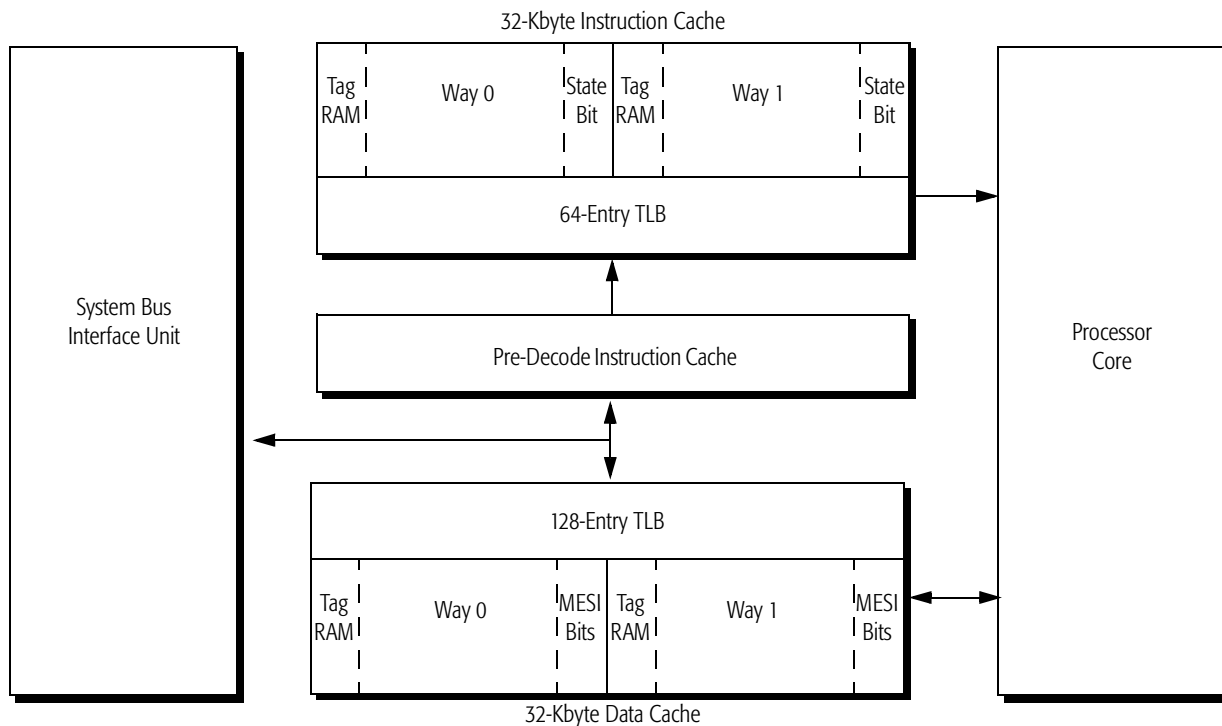 32-Kbyte Instruction Cache
Tag
RAM
Way 0
State
Bit
Tag
RAM
Way 1
State
Bit
64-Entry TLB
System Bus
Interface Unit
Pre-Decode Instruction Cache
Processor
Core
128-Entry TLB
Tag
RAM
Way 0
MESI
Bits
Tag
RAM
Way 1
MESI
Bits
32-Kbyte Data Cache